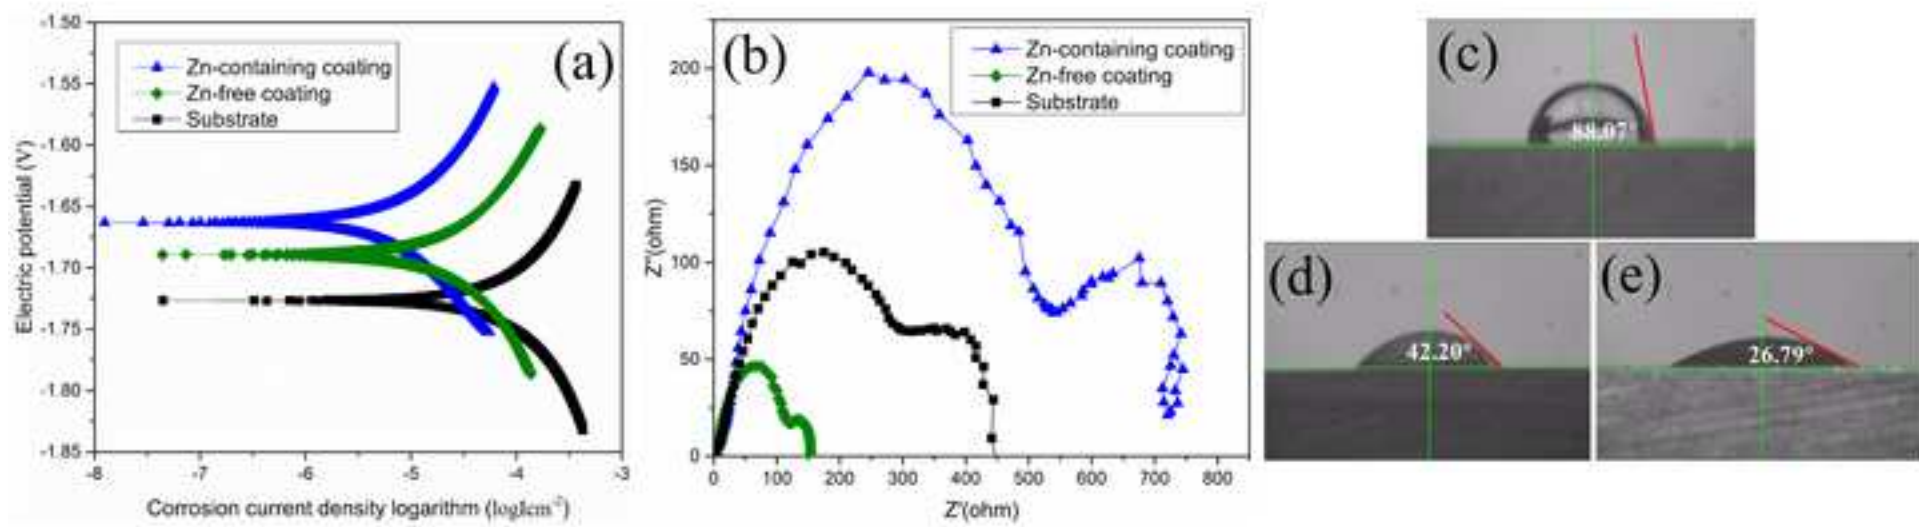 (a)
Zn-containing coating
Zn-free coating
Substrate
Electric potential (V)
-1.50
-1.55
-1.60
-1.65
-1.70
-1.75
-1.80
-1.85
-8
-7
-6
-5
-4
-3
Corrosion current density logarithm (logIcm⁻²)
(b)
Zn-containing coating
Zn-free coating
Substrate
Z''(ohm)
200
150
100
50
0
0
100
200
300
400
500
600
700
800
Z'(ohm)
(c)
88.07
(d)
42.20°
(e)
26.79°